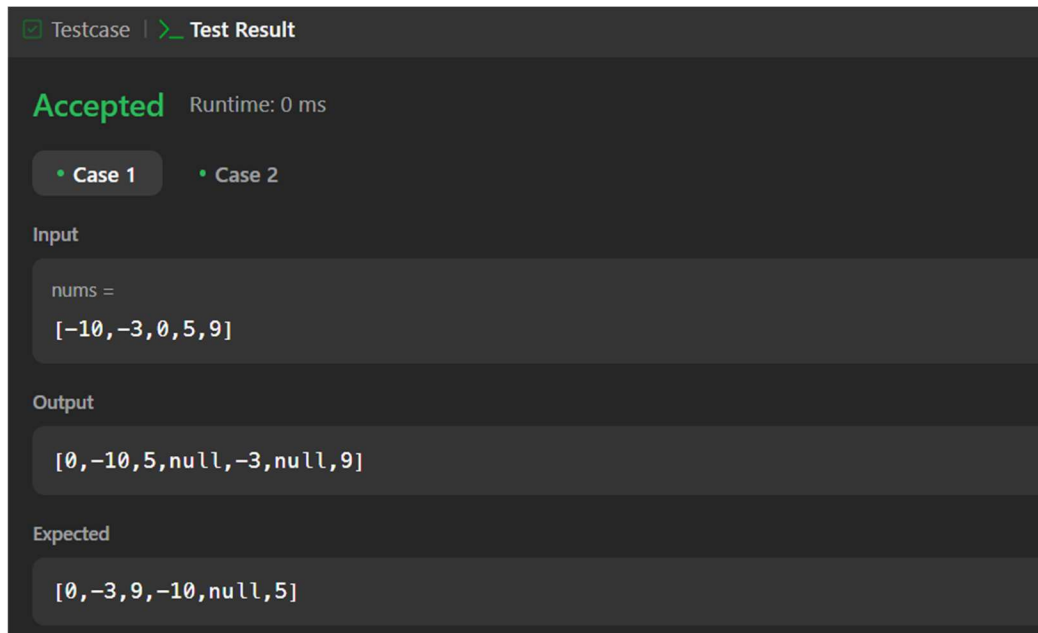 Testcase | >_ Test Result
Accepted Runtime: 0 ms
• Case 1 • Case 2
Input
nums =
[-10,-3,0,5,9]
Output
[0,-10,5,null,-3,null,9]
Expected
[0,-3,9,-10,null,5]